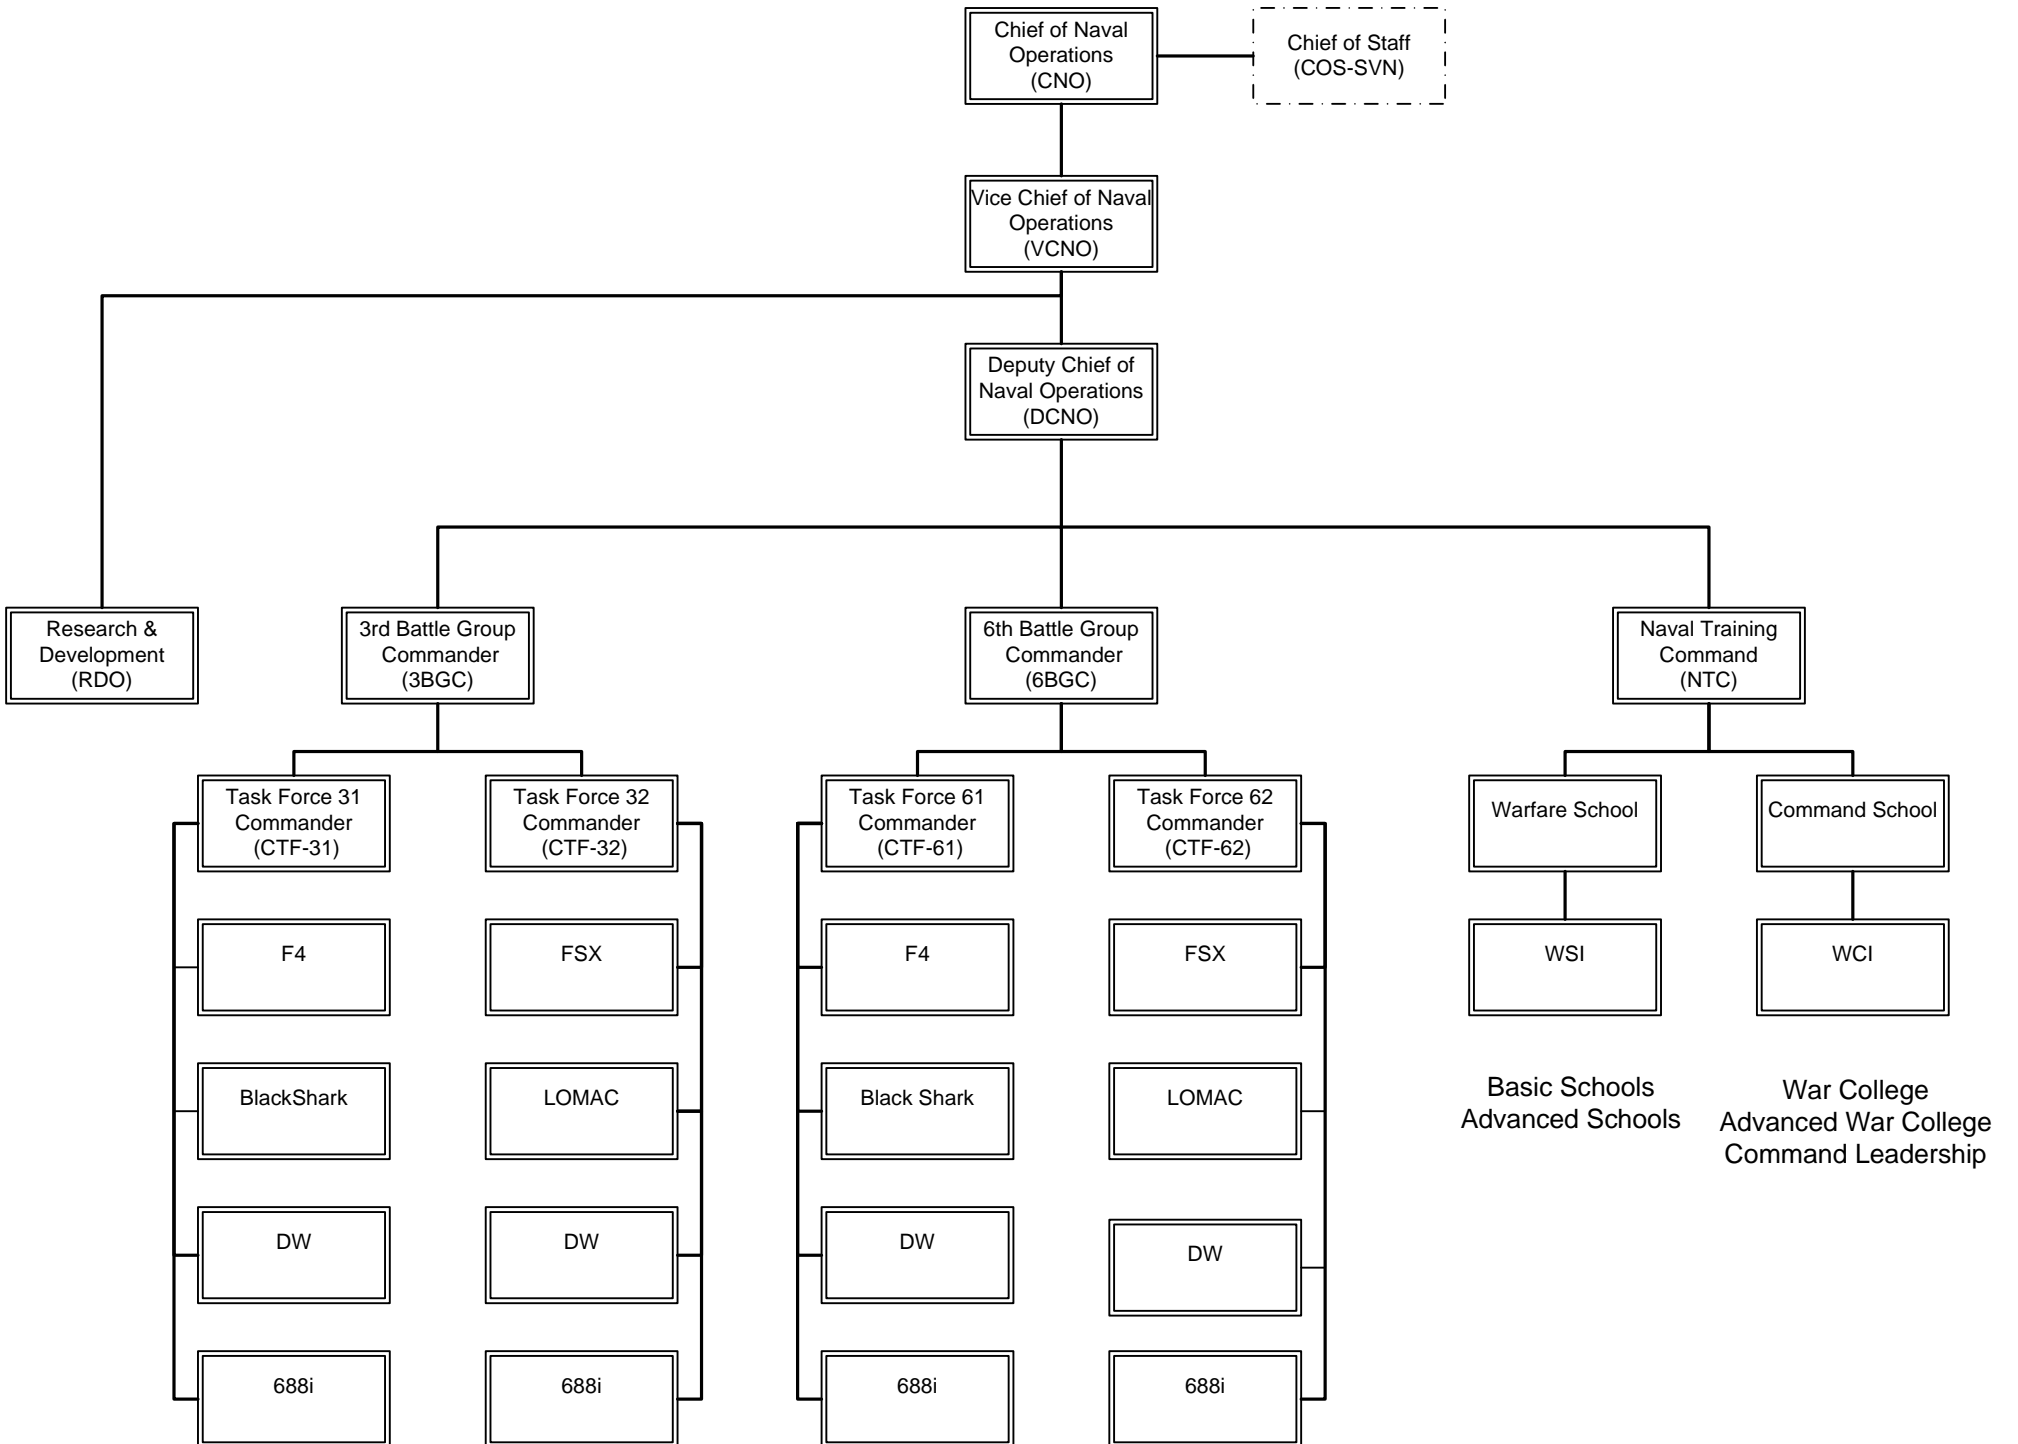 Chief of Naval
Operations
(CNO)
Chief of Staff
(COS-SVN)
Vice Chief of Naval
Operations
(VCNO)
Deputy Chief of
Naval Operations
(DCNO)
Research &
Development
(RDO)
3rd Battle Group
Commander
(3BGC)
6th Battle Group
Commander
(6BGC)
Naval Training
Command
(NTC)
Task Force 31
Commander
(CTF-31)
Task Force 32
Commander
(CTF-32)
Task Force 61
Commander
(CTF-61)
Task Force 62
Commander
(CTF-62)
Warfare School
Command School
F4
FSX
F4
FSX
WSI
WCI
BlackShark
LOMAC
Black Shark
LOMAC
Basic Schools
Advanced Schools
War College
Advanced War College
Command Leadership
DW
DW
DW
DW
688i
688i
688i
688i